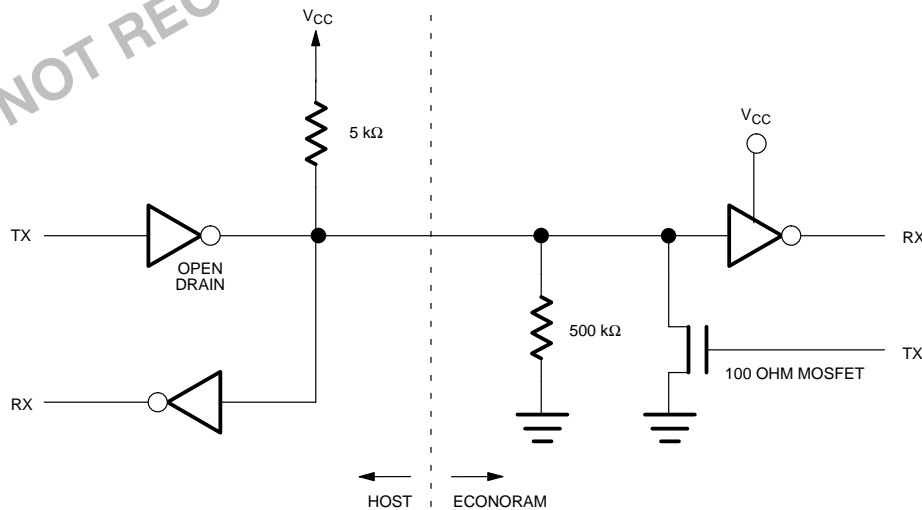 NOT REC
VCC
5 kΩ
VCC
TX
OPEN
DRAIN
RX
500 kΩ
TX
100 OHM MOSFET
RX
HOST
ECONORAM